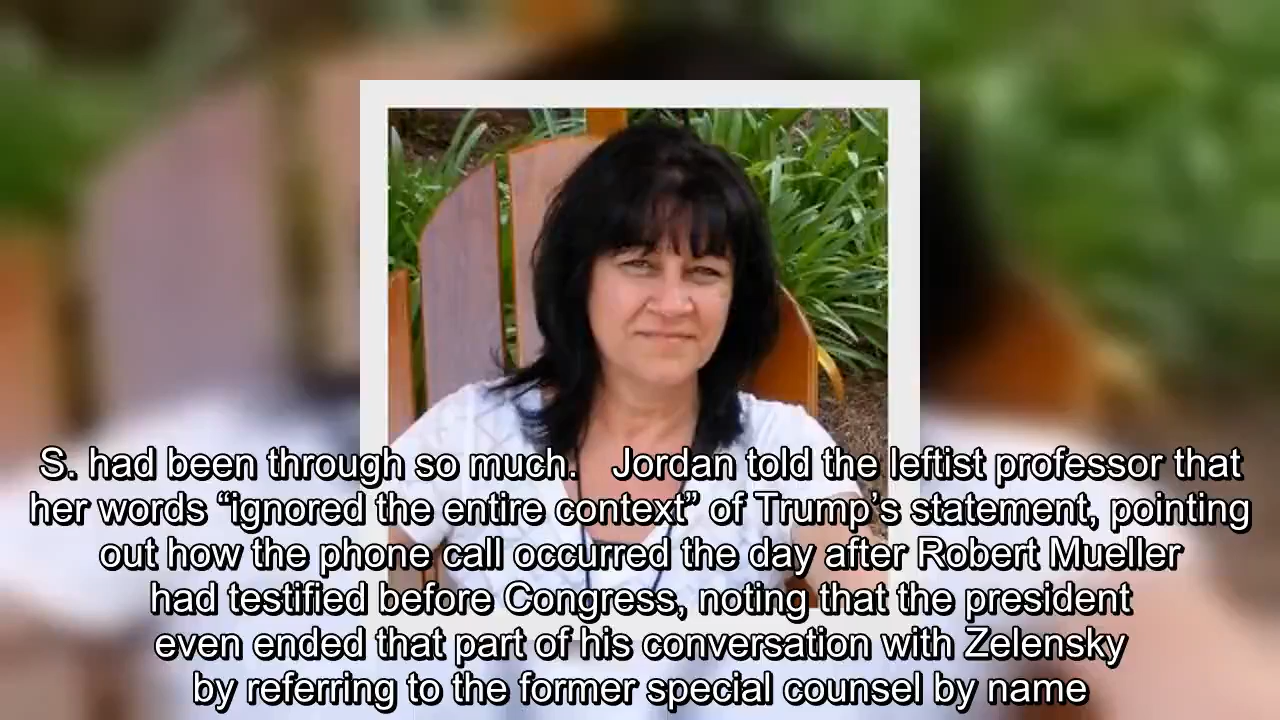 S. had been through so much.   Jordan told the leftist professor that
her words “ignored the entire context” of Trump’s statement, pointing
out how the phone call occurred the day after Robert Mueller
had testified before Congress, noting that the president
even ended that part of his conversation with Zelensky
by referring to the former special counsel by name